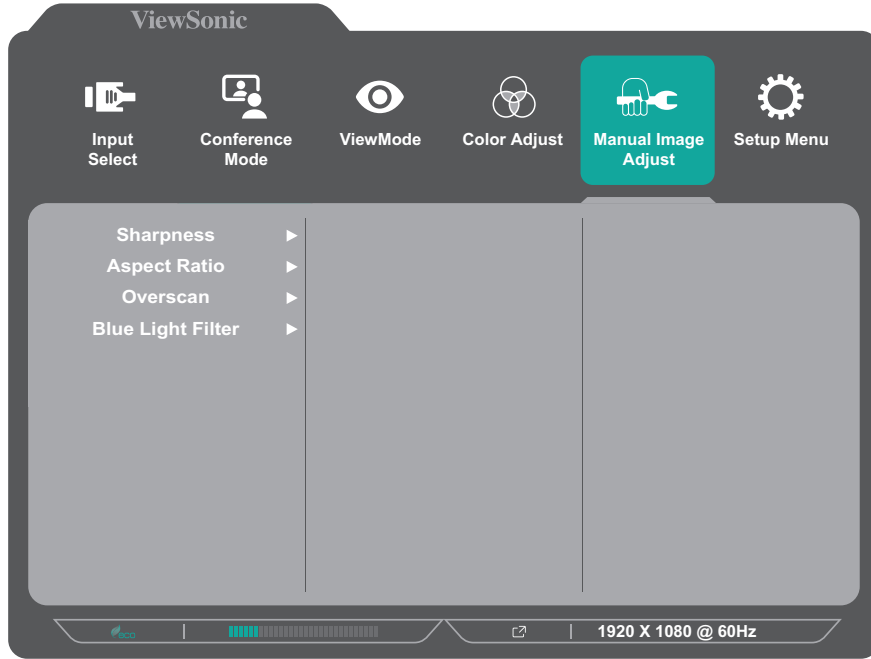 ViewSonic
Input
Select
Conference
Mode
ViewMode
Color Adjust
Manual Image
Adjust
Setup Menu
Sharpness
Aspect Ratio
Overscan
Blue Light Filter
ECO
1920 X 1080 @ 60Hz